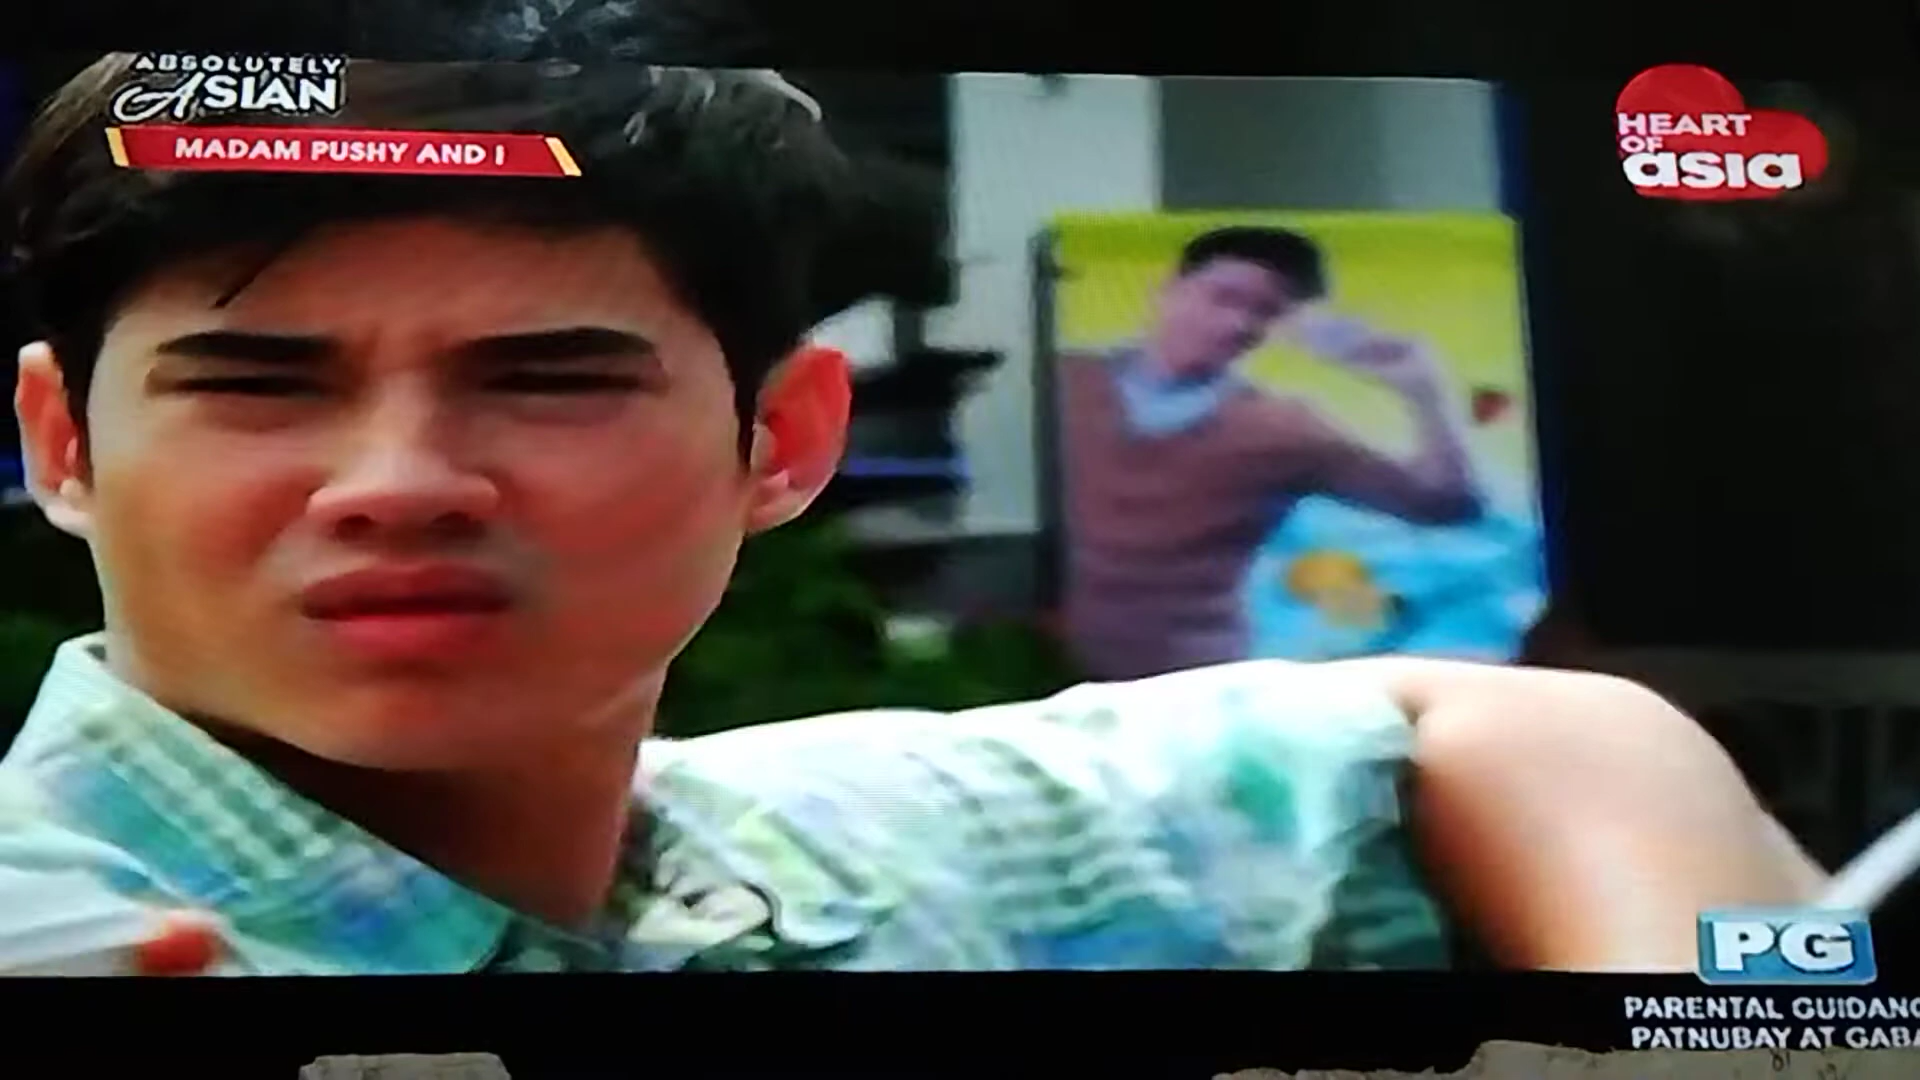 ABSOLUTELY
ASIAN
MADAM PUSHY AND I
HEART
OF
asia
PG
PARENTAL GUIDANC
PATNUBAY AT GABA